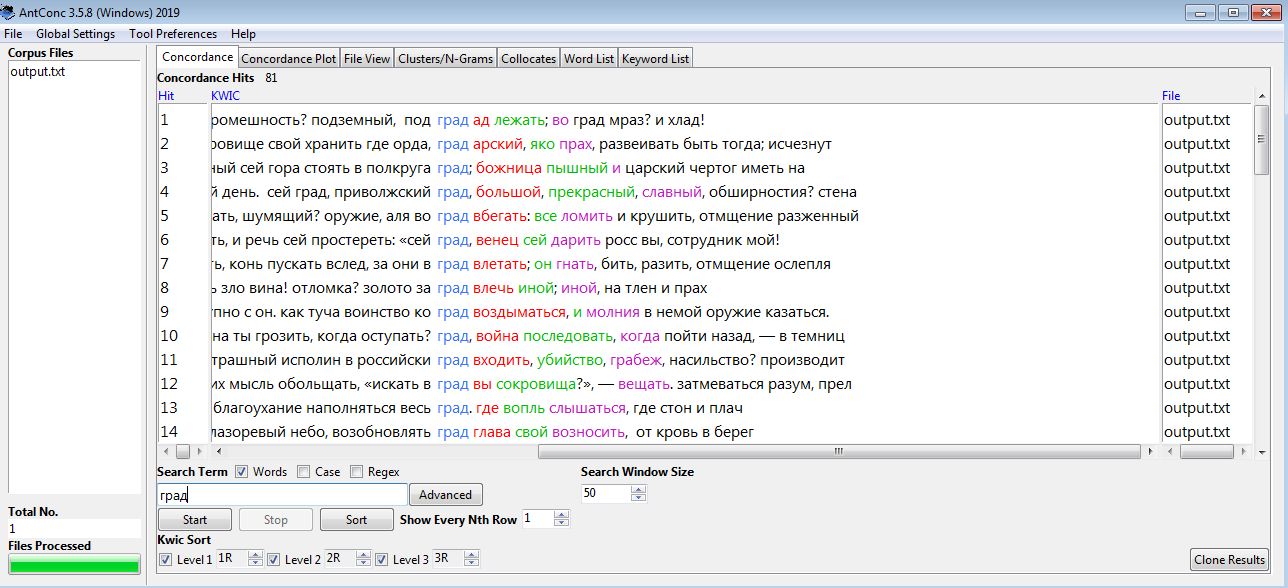 AntConc 3.5.8 (Windows) 2019
File Global Settings Tool Preferences Help
Corpus Files
output.txt
Concordance Concordance Plot File View Clusters/N-Grams Collocates Word List Keyword List
Concordance Hits 81
Hit KWIC File
1 ромешность? подземный, под град ад лежать; во град мраз? и хлад! output.txt
2 ровище свой хранить где орда, град арский, яко прах, развеивать быть тогда; исчезнут output.txt
3 ный сей гора стоять в полкруга град; божница пышный и царский чертог иметь на output.txt
4 й день. сей град, приволжский град, большой, прекрасный, славный, обширностия? стена output.txt
5 ать, шумящий? оружие, аля во град вбегать: все ломить и крушить, отмщение разженный output.txt
6 ть, и речь сей простереть: «сей град, венец сей дарить росс вы, сотрудник мой! output.txt
7 ть, конь пускать вслед, за они в град влетать; он гнать, бить, разить, отмщение ослепля output.txt
8 ь зло вина! отломка? золото за град влечь иной; иной, на тлен и прах output.txt
9 упно с он. как туча воинство ко град воздыматься, и молния в немой оружие казаться. output.txt
10 на ты грозить, когда оступать? град, война последовать, когда пойти назад, — в темниц output.txt
11 трашный исполин в российски град входить, убийство, грабеж, насильство? производит output.txt
12 их мысль обольщать, «искать в град вы сокровища?», — вещать. затмеваться разум, прел output.txt
13 благоухание наполняться весь град. где вопль слышаться, где стон и плач output.txt
14 лазоревый небо, возобновлять град глава свой возносить, от кровь в берег output.txt
Search Term Words Case Regex Search Window Size
град Advanced 50
Start Stop Sort Show Every Nth Row 1
Kwic Sort
Level 1 1R Level 2 2R Level 3 3R Clone Results
Total No.
1
Files Processed